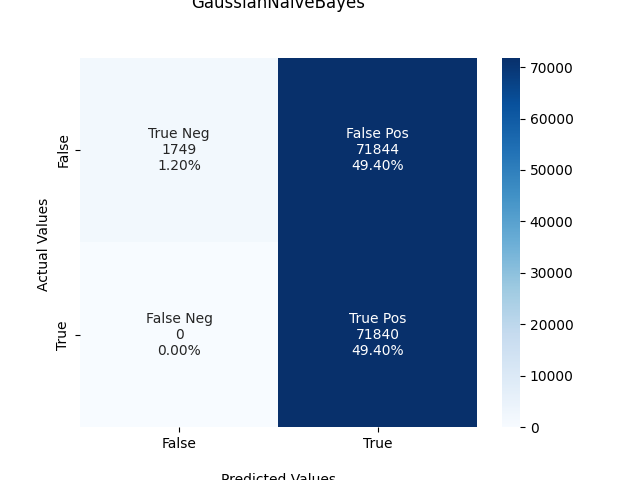 GaussianNaiveBayes
True Neg
1749
1.20%
False Pos
71844
49.40%
False Neg
0
0.00%
True Pos
71840
49.40%
False
True
Actual Values
False
True
Predicted Values
70000
60000
50000
40000
30000
20000
10000
0